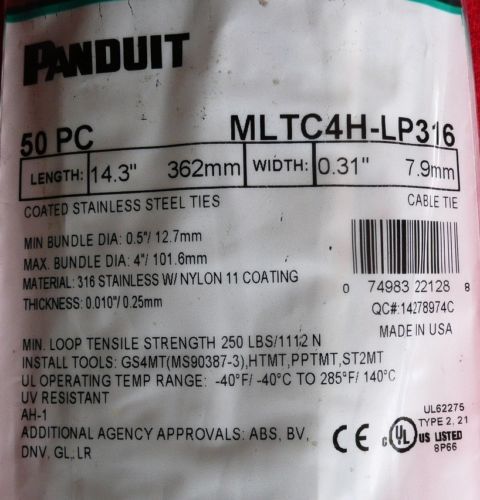 PANDUIT
50 PC MLTC4H-LP316
LENGTH: 14.3" 362mm WIDTH: 0.31" 7.9mm
COATED STAINLESS STEEL TIES CABLE TIE
MIN BUNDLE DIA: 0.5"/ 12.7mm
MAX. BUNDLE DIA: 4"/ 101.6mm
MATERIAL: 316 STAINLESS W/ NYLON 11 COATING
THICKNESS: 0.010"/ 0.25mm
0 74983 22128 8
QC#:14278974C
MADE IN USA
MIN. LOOP TENSILE STRENGTH 250 LBS/1112 N
INSTALL TOOLS: GS4MT(MS90387-3),HTMT,PPTMT,ST2MT
UL OPERATING TEMP RANGE: -40°F/ -40°C TO 285°F/ 140°C
UV RESISTANT
AH-1
ADDITIONAL AGENCY APPROVALS: ABS, BV,
DNV, GL, LR
CE
C UL US LISTED
UL62275
TYPE 2, 21
8P66